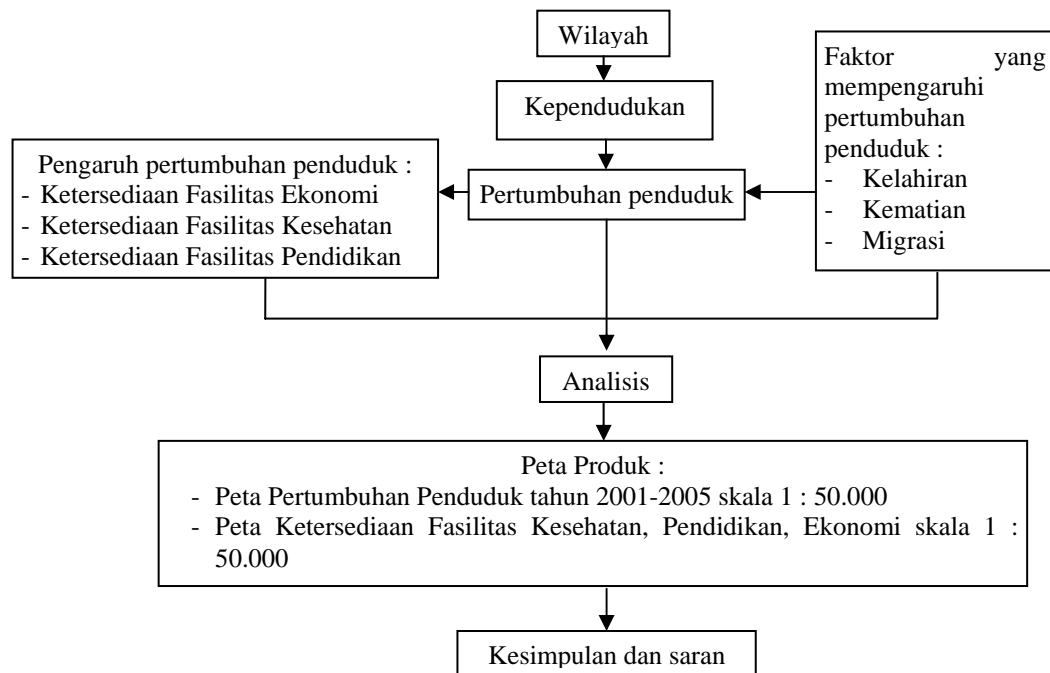 Wilayah
Kependudukan
Faktor yang
mempengaruhi
pertumbuhan
penduduk :
- Kelahiran
- Kematian
- Migrasi
Pengaruh pertumbuhan penduduk :
- Ketersediaan Fasilitas Ekonomi
- Ketersediaan Fasilitas Kesehatan
- Ketersediaan Fasilitas Pendidikan
Pertumbuhan penduduk
Analisis
Peta Produk :
- Peta Pertumbuhan Penduduk tahun 2001-2005 skala 1 : 50.000
- Peta Ketersediaan Fasilitas Kesehatan, Pendidikan, Ekonomi skala 1 :
50.000
Kesimpulan dan saran